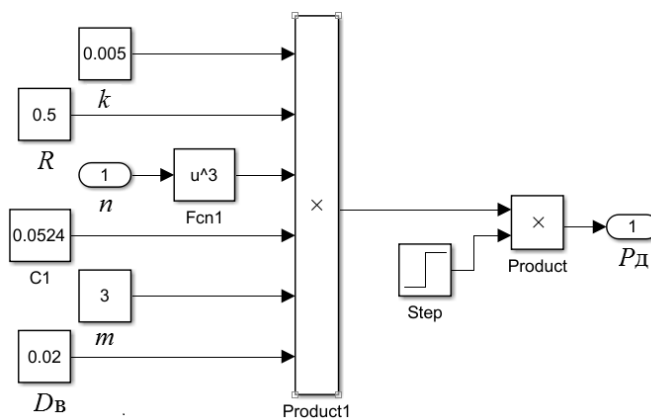 0.005
k
0.5
R
1
u^3
n
Fcn1
×
0.0524
C1
×
1
Product
Pд
Step
3
m
0.02
Dв
Product1